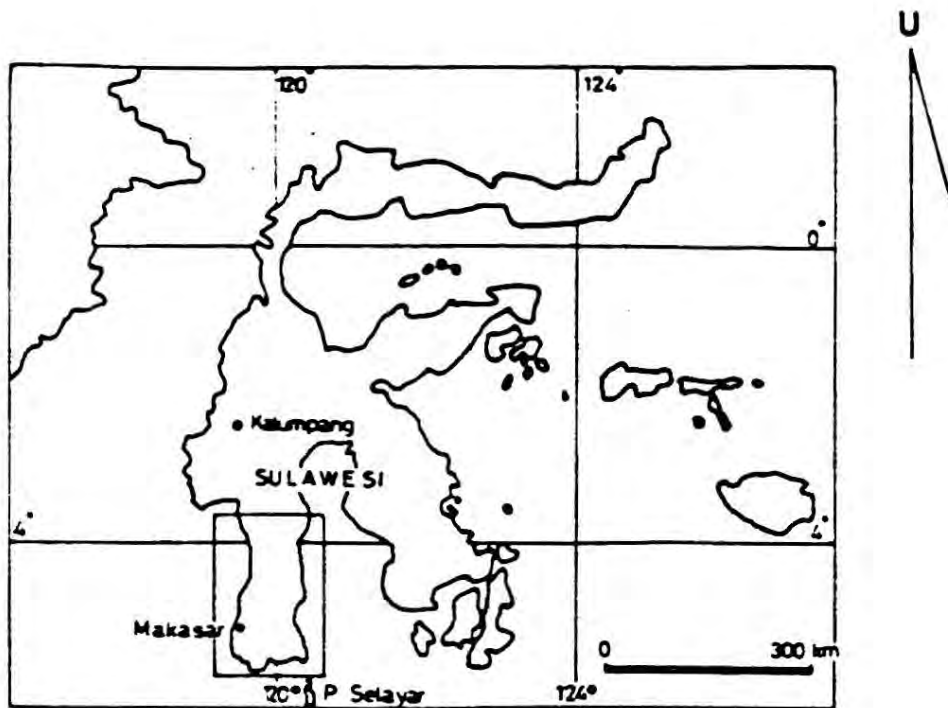 U
120°
124°
0°
Kalumpang
SULAWESI
4°
4°
Makasar
0
300 km
120°
P Selayar
124°